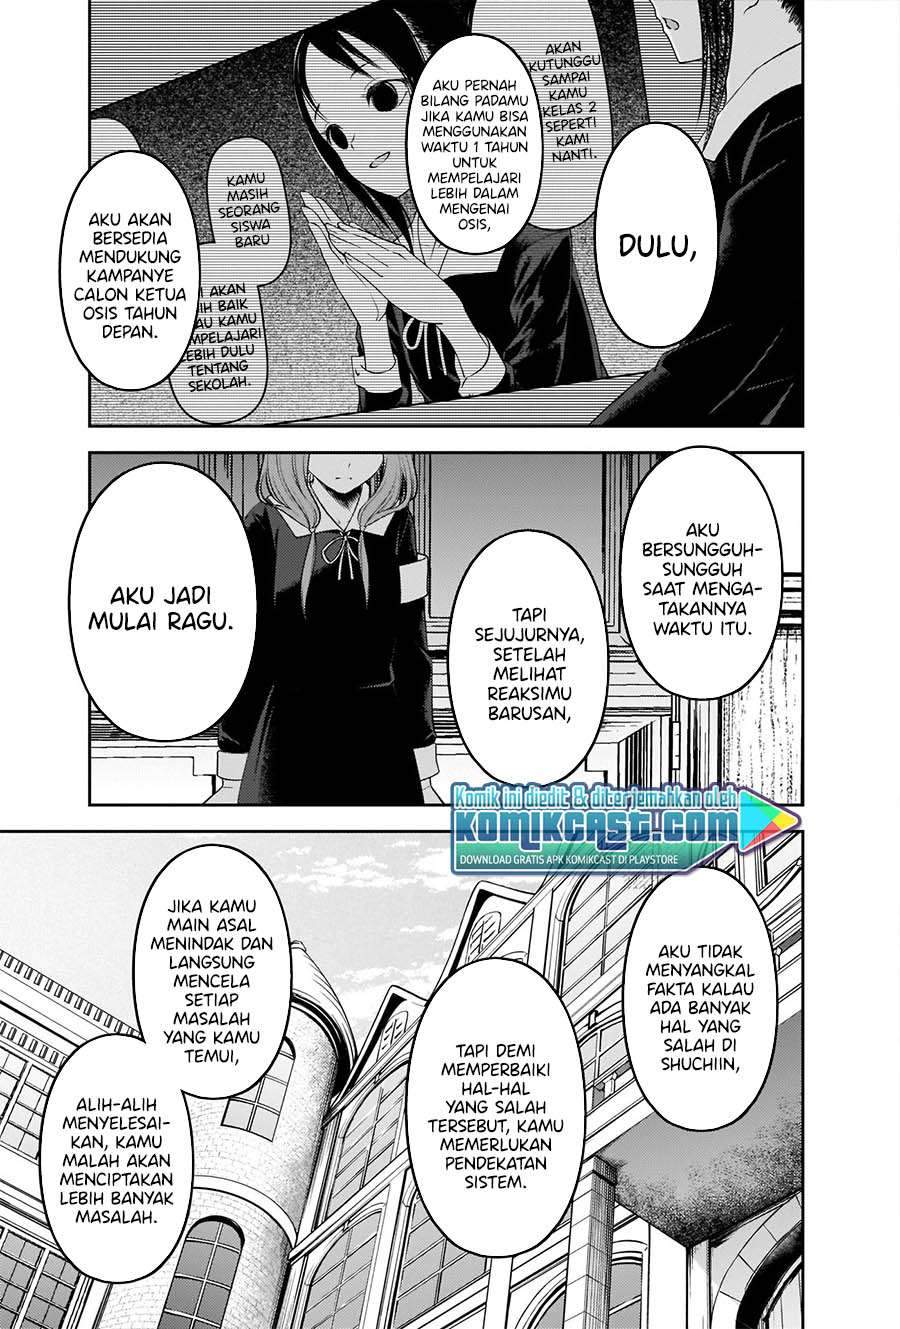 DULU,
AKU PERNAH
BILANG PADAMU
JIKA KAMU BISA
MENGGUNAKAN
WAKTU 1 TAHUN
UNTUK
MEMPELAJARI
LEBIH DALAM
MENGENAI
OSIS,
AKAN
KUTUNGGU
SAMPAI
KAMU
KELAS 2
SEPERTI
KAMI
NANTI.
KAMU
MASIH
SEORANG
SISWA
BARU
AKAN
BAIK
KAMU
LEBIH DULU
TENTANG
SEKOLAH.
AKU AKAN
BERSEDIA
MENDUKUNG
KAMPANYE
CALON KETUA
OSIS TAHUN
DEPAN.
AKU
BERSUNGGUH-
SUNGGUH
SAAT MENGA-
TAKANNYA
WAKTU ITU.
TAPI
SEJUJURNYA,
SETELAH
MELIHAT
REAKSIMU
BARUSAN,
AKU JADI
MULAI RAGU.
Komik ini diedit & diterjemahkan oleh
KOMIKCAST.COM
DOWNLOAD GRATIS APK KOMIKCAST DI PLAYSTORE
AKU TIDAK
MENYANGKAL
FAKTA KALAU
ADA BANYAK
HAL YANG
SALAH DI
SHUCHIIN,
TAPI DEMI
MEMPERBAIKI
HAL-HAL
YANG SALAH
TERSEBUT, KAMU
MEMERLUKAN
PENDEKATAN
SISTEM.
JIKA KAMU
MAIN ASAL
MENINDAK DAN
LANGSUNG
MENCELA
SETIAP
MASALAH
YANG KAMU
TEMUI,
ALIH-ALIH
MENYELESAI-
KAN, KAMU
MALAH AKAN
MENCIPTAKAN
LEBIH BANYAK
MASALAH.